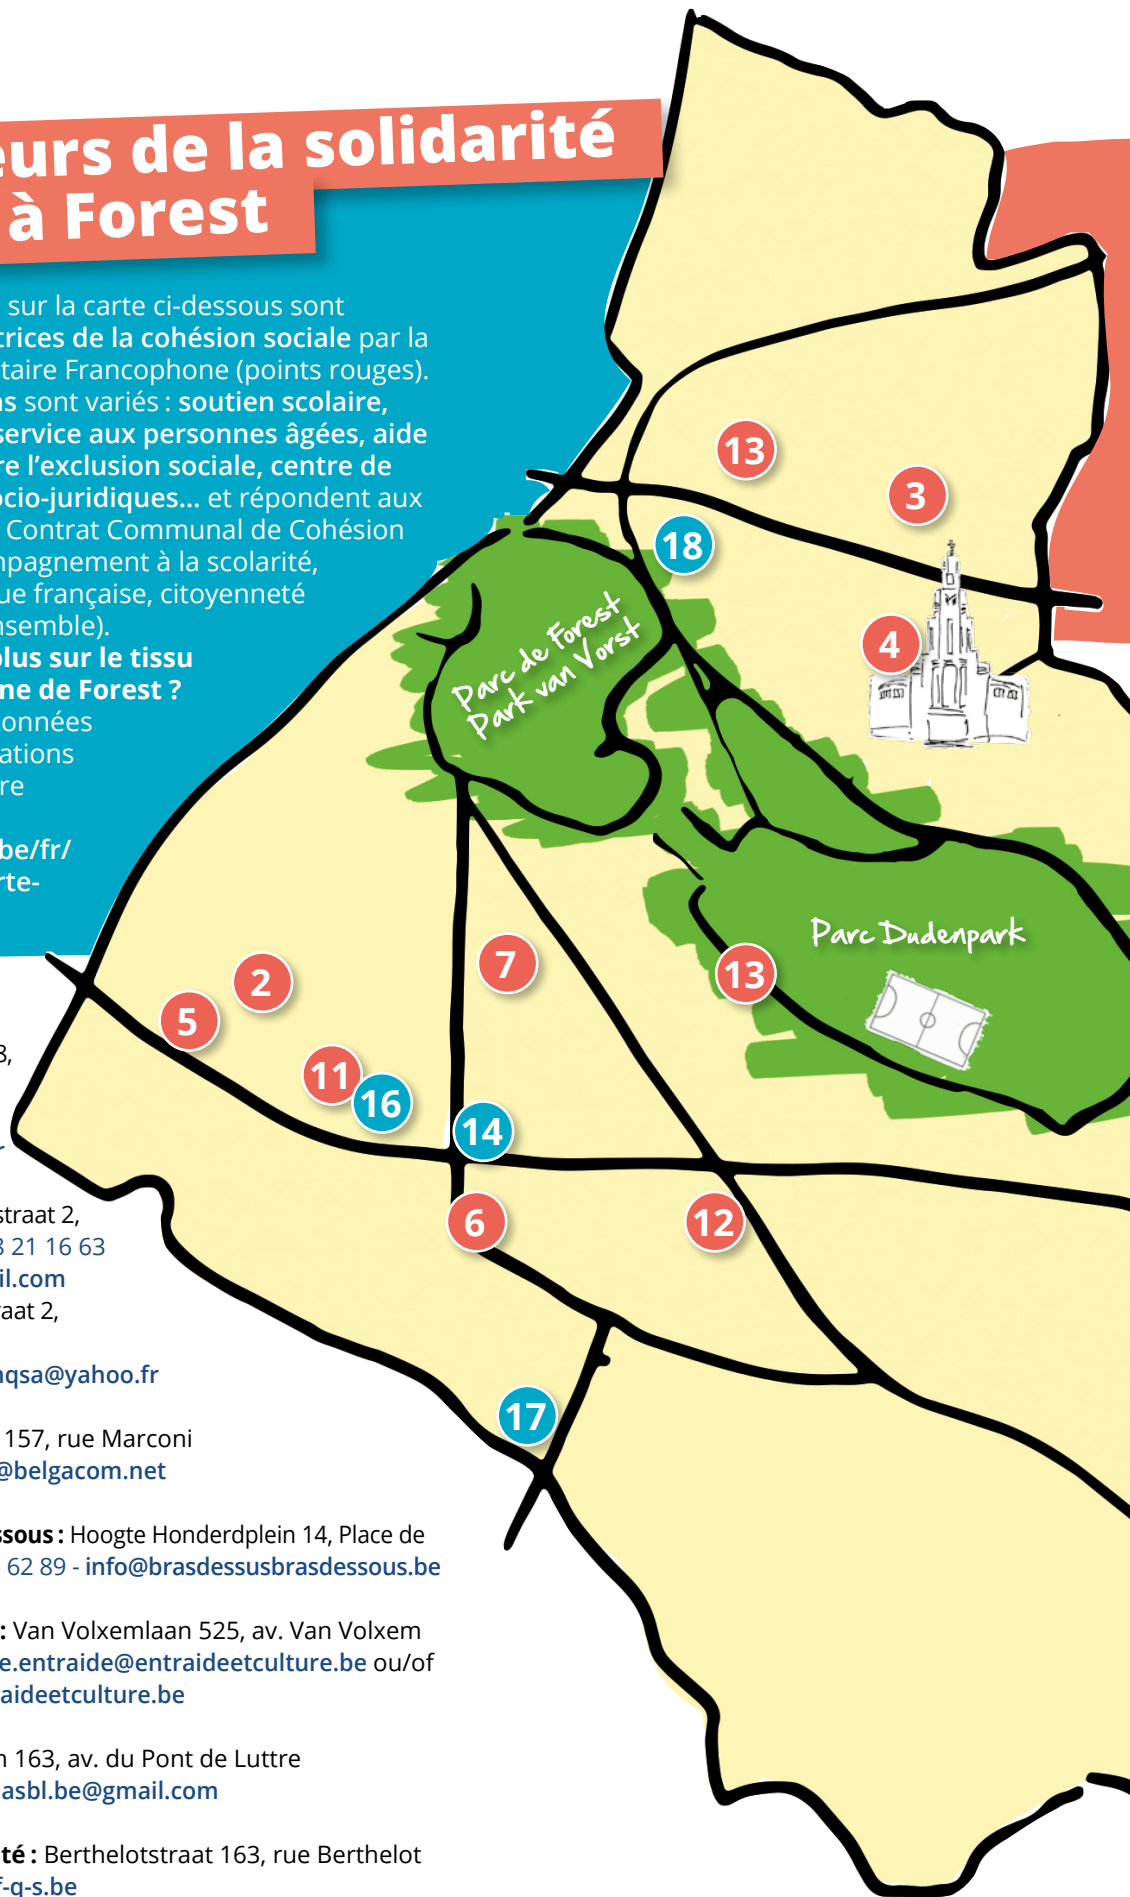 eurs de la solidarité
à Forest
sur la carte ci-dessous sont
trices de la cohésion sociale par la
taire Francophone (points rouges).
ns sont variés : soutien scolaire,
service aux personnes âgées, aide
re l’exclusion sociale, centre de
ocio-juridiques... et répondent aux
Contrat Communal de Cohésion
mpagnement à la scolarité,
ue française, citoyenneté
nsemble).
plus sur le tissu
ne de Forest ?
onnées
ations
re
be/fr/
rte-
13
3
18
4
Parc de Forest
Park van Vorst
Parc Dudenpark
7
13
2
5
11
16
14
6
12
17
8,
r
straat 2,
8 21 16 63
il.com
raat 2,
nqsa@yahoo.fr
157, rue Marconi
@belgacom.net
ssous : Hoogte Honderdplein 14, Place de
62 89 - info@brasdessusbrasdessous.be
: Van Volxemlaan 525, av. Van Volxem
e.entraide@entraideetculture.be ou/of
aideetculture.be
n 163, av. du Pont de Luttre
asbl.be@gmail.com
té : Berthelotstraat 163, rue Berthelot
f-q-s.be